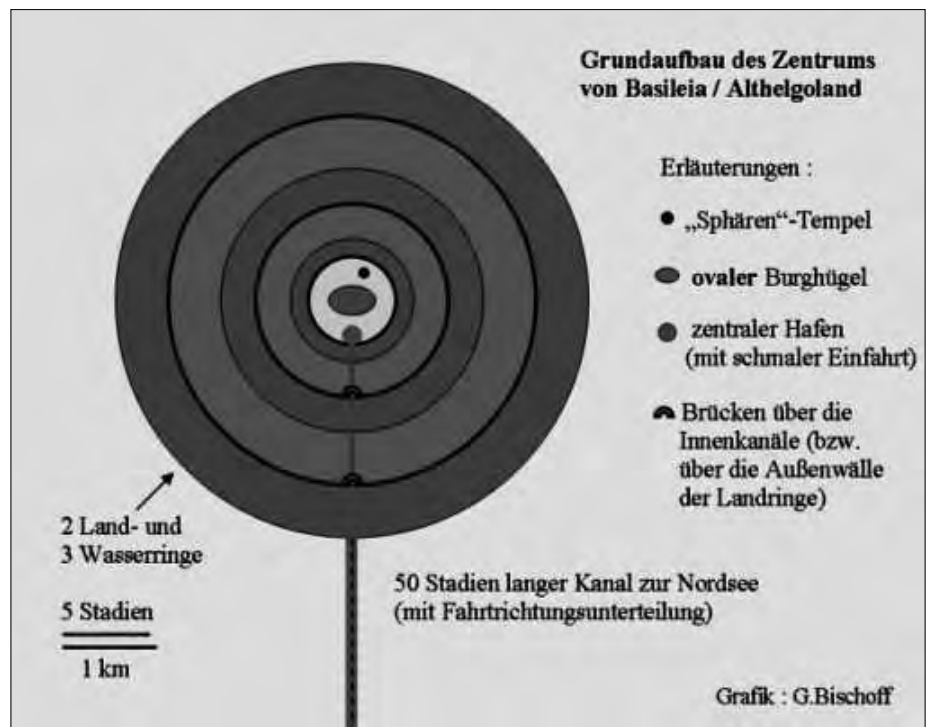 Grundaufbau des Zentrums
von Basileia / Althelgoland
Erläuterungen :
„Sphären“-Tempel
ovaler Burghügel
zentraler Hafen
(mit schmaler Einfahrt)
Brücken über die
Innenkanäle (bzw.
über die Außenwälle
der Landringe)
2 Land- und
3 Wasserringe
50 Stadien langer Kanal zur Nordsee
(mit Fahrtrichtungsunterteilung)
5 Stadien
1 km
Grafik : G.Bischoff